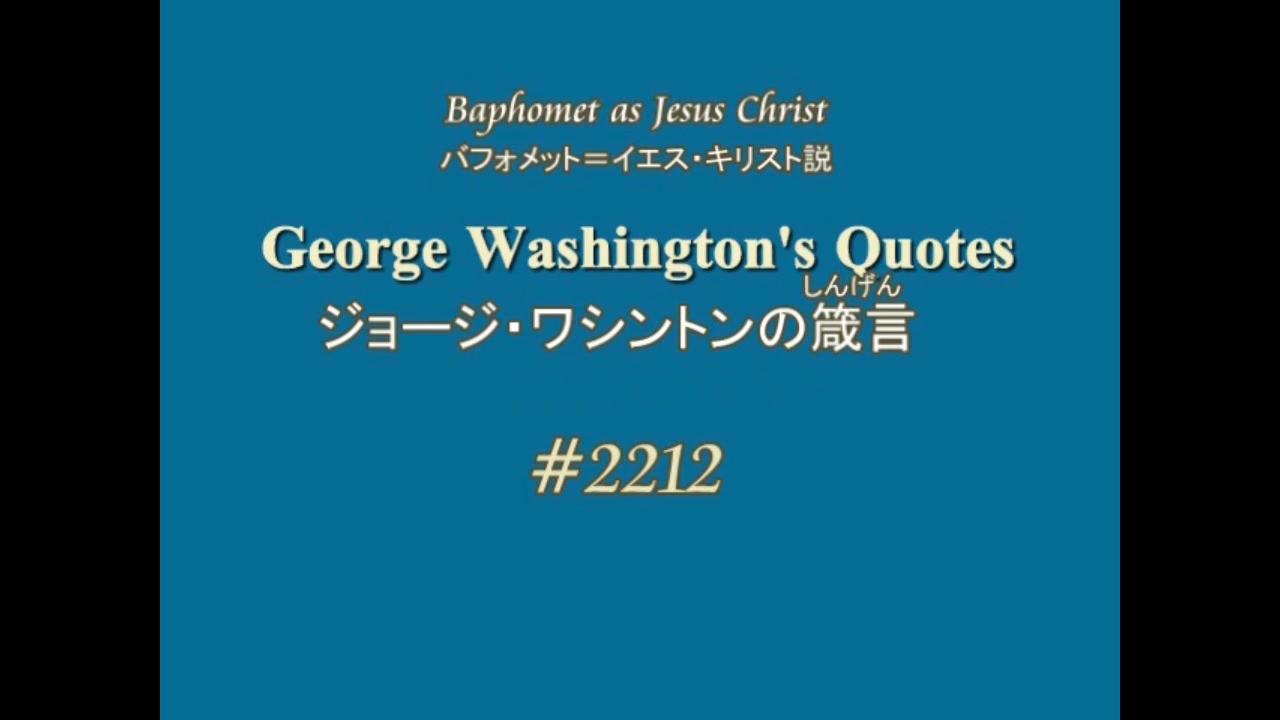 Baphomet as Jesus Christ
バフォメット＝イエス・キリスト説
George Washington's Quotes
しんげん
ジョージ・ワシントンの箴言
#2212